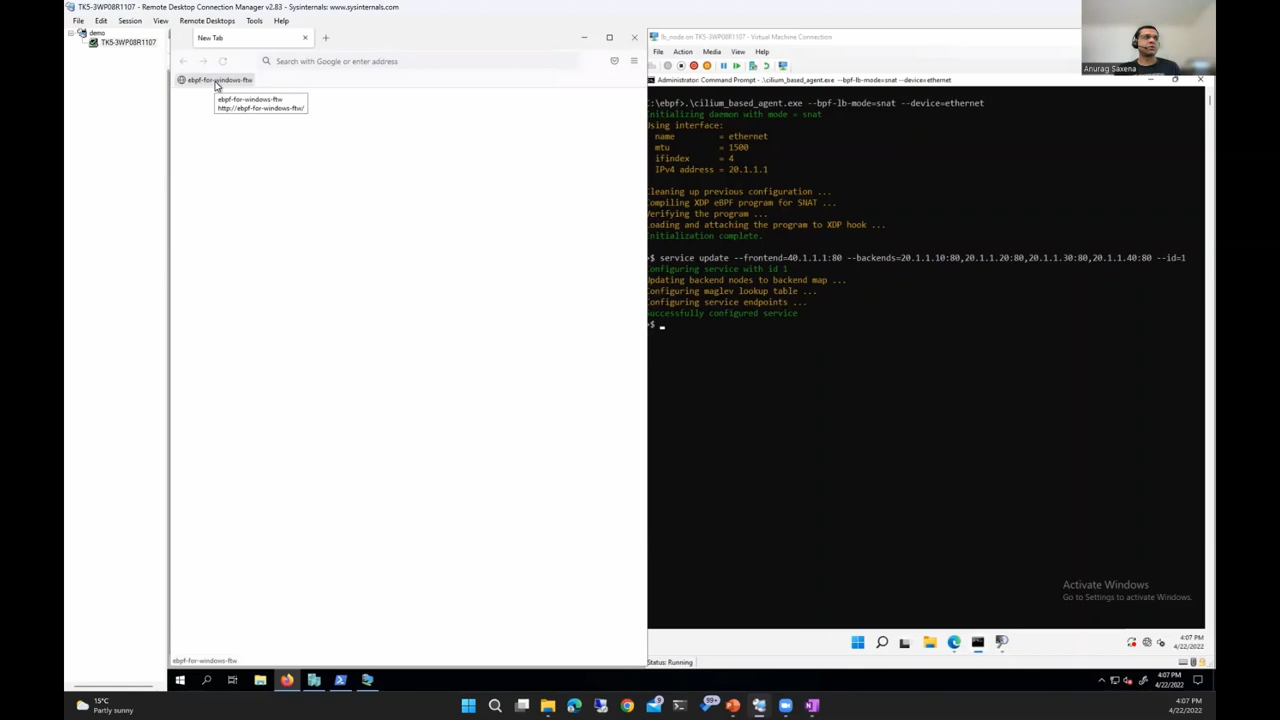 TK5-3WP08R1107 - Remote Desktop Connection Manager v2.83 - Sysinternals: www.sysinternals.com
File Edit Session View Remote Desktops Tools Help
demo
TK5-3WP08R1107
New Tab
Search with Google or enter address
ebpf-for-windows-ftw
ebpf-for-windows-ftw
http://ebpf-for-windows-ftw/
ebpf-for-windows-ftw
lb_node on TK5-3WP08R1107 - Virtual Machine Connection
File Action Media View Help
Administrator: Command Prompt - .\cilium_based_agent.exe --bpf-lb-mode=snat --device=ethernet
C:\ebpf>.\cilium_based_agent.exe --bpf-lb-mode=snat --device=ethernet
Initializing daemon with mode = snat
Using interface:
name = ethernet
mtu = 1500
ifindex = 4
IPv4 address = 20.1.1.1
Cleaning up previous configuration ...
Compiling XDP eBPF program for SNAT ...
Verifying the program ...
Loading and attaching the program to XDP hook ...
Initialization complete.
>$ service update --frontend=40.1.1.1:80 --backends=20.1.1.10:80,20.1.1.20:80,20.1.1.30:80,20.1.1.40:80 --id=1
Configuring service with id 1
Updating backend nodes to backend map ...
Configuring maglev lookup table ...
Configuring service endpoints ...
Successfully configured service
>$
Activate Windows
Go to Settings to activate Windows.
4:07 PM
4/22/2022
Status: Running
4:07 PM
4/22/2022
15°C
Partly sunny
9
99+
4:07 PM
4/22/2022
Anurag Saxena